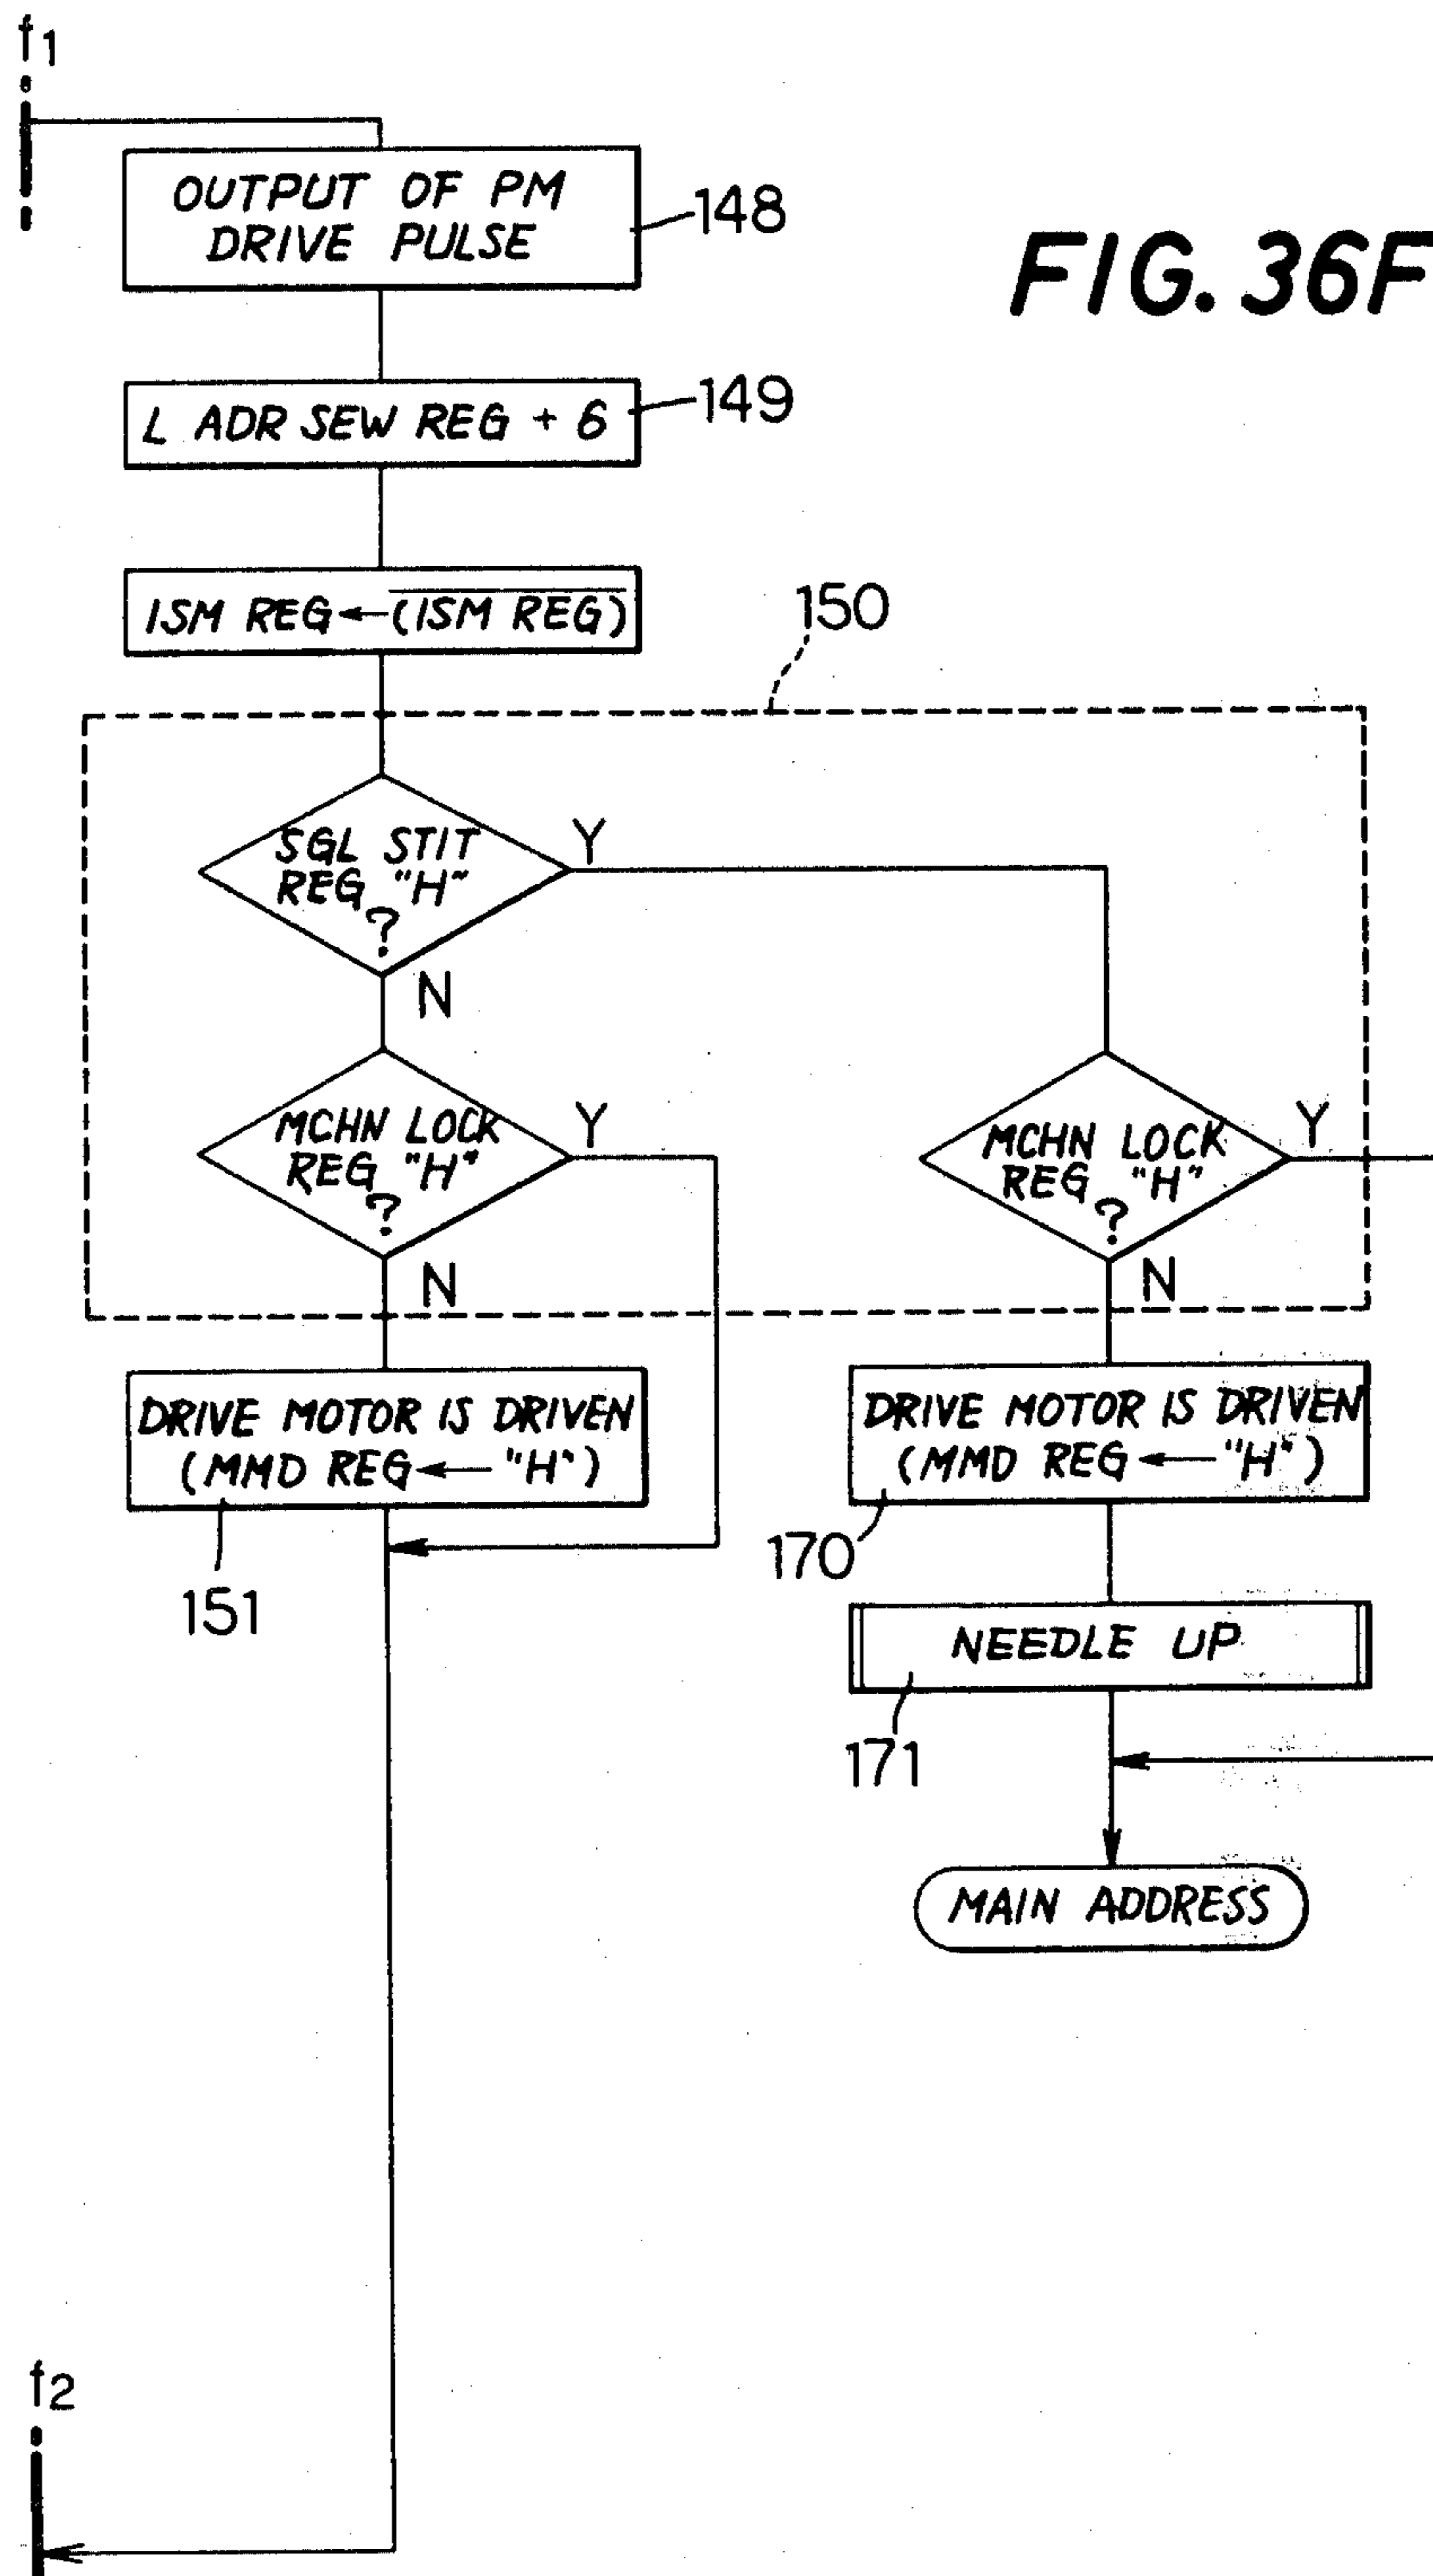 f1
OUTPUT OF PM
DRIVE PULSE
148
FIG. 36F
L ADR SEW REG + 6
149
ISM REG ← (ISM REG)
150
SGL STIT
REG "H"
?
Y
N
MCHN LOCK
REG "H"
?
Y
N
MCHN LOCK
REG "H"
?
Y
N
DRIVE MOTOR IS DRIVEN
(MMD REG ← "H")
151
DRIVE MOTOR IS DRIVEN
(MMD REG ← "H")
170
NEEDLE UP
171
MAIN ADDRESS
f2